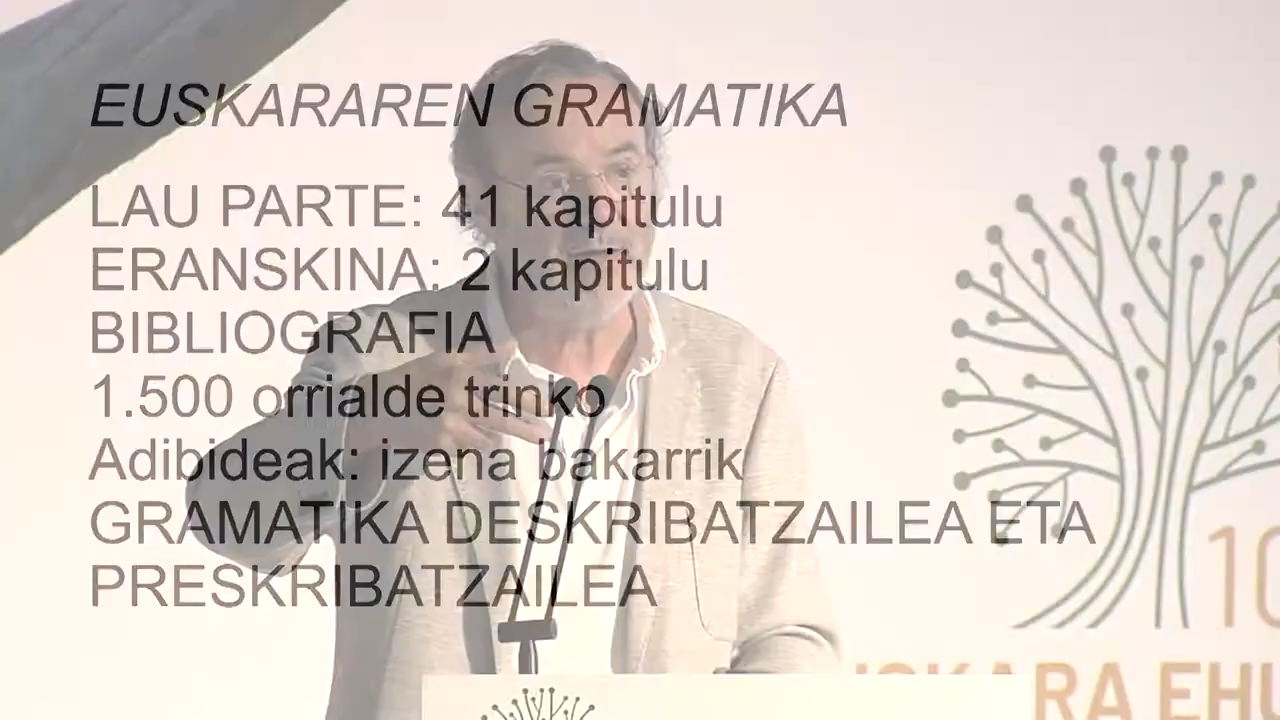 EUSKARAREN GRAMATIKA
LAU PARTE: 41 kapitulu
ERANSKINA: 2 kapitulu
BIBLIOGRAFIA
1.500 orrialde trinko
Adibideak: izena bakarrik
GRAMATIKA DESKRIBATZAILEA ETA
PRESKRIBATZAILEA
10